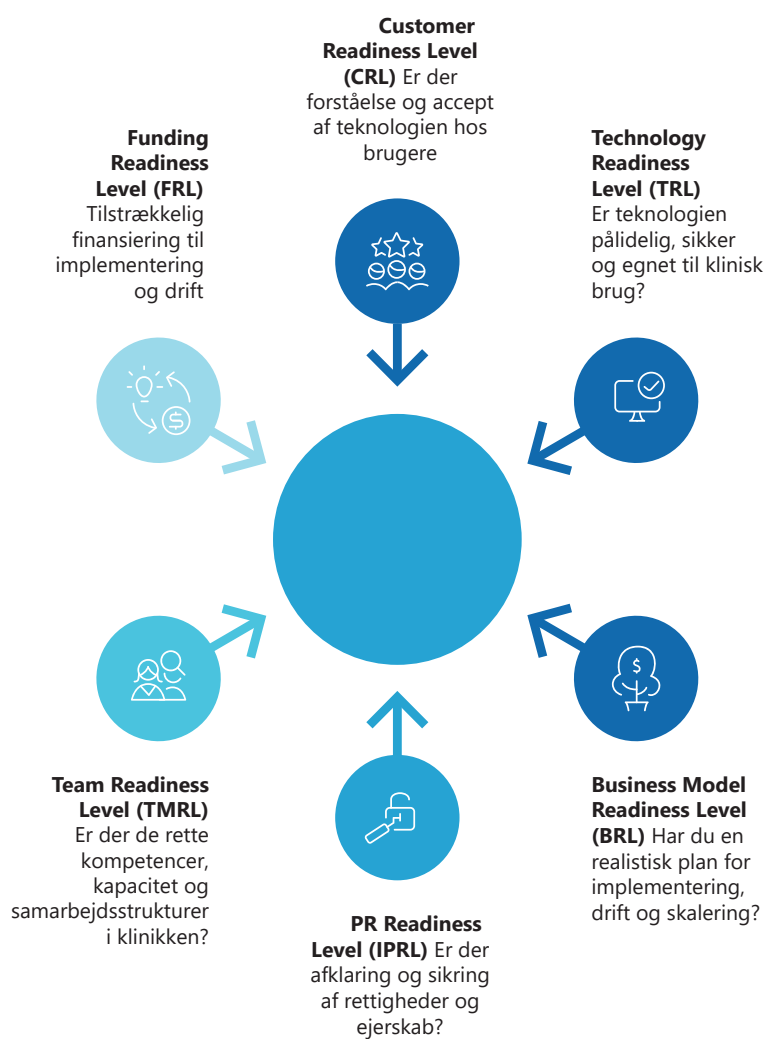 Customer
Readiness Level
(CRL) Er der
forståelse og accept
af teknologien hos
brugere
Technology
Readiness
Level (TRL)
Er teknologien
pålidelig, sikker
og egnet til klinisk
brug?
Business Model
Readiness Level
(BRL) Har du en
realistisk plan for
implementering,
drift og skalering?
PR Readiness
Level (IPRL) Er der
afklaring og sikring
af rettigheder og
ejerskab?
Team Readiness
Level (TMRL)
Er der de rette
kompetencer,
kapacitet og
samarbejdsstrukturer
i klinikken?
Funding
Readiness
Level (FRL)
Tilstrækkelig
finansiering til
implementering
og drift
$
$